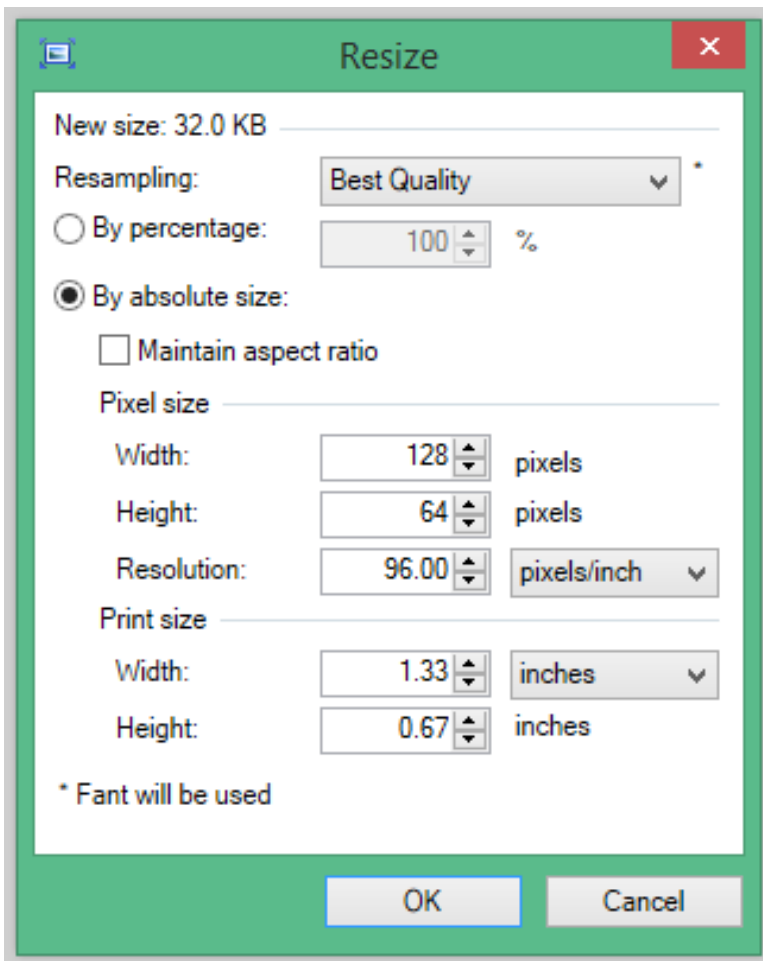 Resize
New size: 32.0 KB
Resampling: Best Quality *
By percentage: 100 %
By absolute size:
Maintain aspect ratio
Pixel size
Width: 128 pixels
Height: 64 pixels
Resolution: 96.00 pixels/inch
Print size
Width: 1.33 inches
Height: 0.67 inches
* Fant will be used
OK Cancel